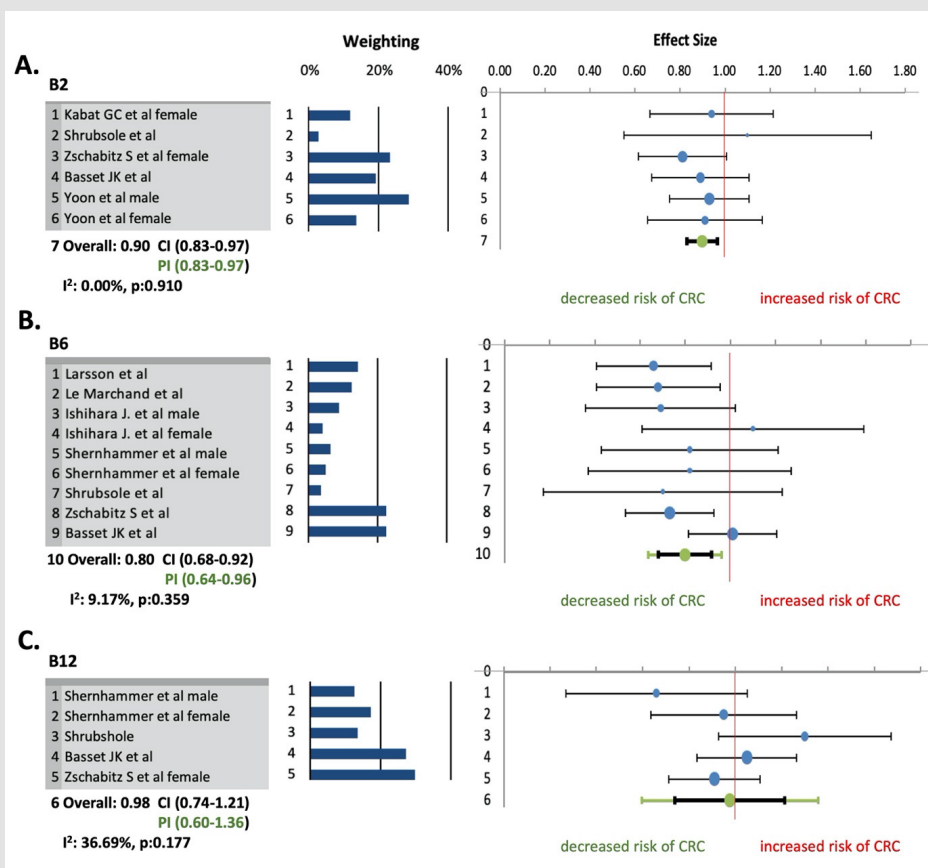 Weighting
Effect Size
A.
0% 20% 40%
0.00 0.20 0.40 0.60 0.80 1.00 1.20 1.40 1.60 1.80
B2
0
1 Kabat GC et al female
2 Shrubsole et al
3 Zschabitz S et al female
4 Basset JK et al
5 Yoon et al male
6 Yoon et al female
1
2
3
4
5
6
1
2
3
4
5
6
7
7 Overall: 0.90 CI (0.83-0.97)
PI (0.83-0.97)
I²: 0.00%, p:0.910
decreased risk of CRC
increased risk of CRC
B.
B6
0
1 Larsson et al
2 Le Marchand et al
3 Ishihara J. et al male
4 Ishihara J. et al female
5 Shernhammer et al male
6 Shernhammer et al female
7 Shrubsole et al
8 Zschabitz S et al
9 Basset JK et al
1
2
3
4
5
6
7
8
9
1
2
3
4
5
6
7
8
9
10
10 Overall: 0.80 CI (0.68-0.92)
PI (0.64-0.96)
I²: 9.17%, p:0.359
decreased risk of CRC
increased risk of CRC
C.
B12
0
1 Shernhammer et al male
2 Shernhammer et al female
3 Shrubshole
4 Basset JK et al
5 Zschabitz S et al female
1
2
3
4
5
1
2
3
4
5
6
6 Overall: 0.98 CI (0.74-1.21)
PI (0.60-1.36)
I²: 36.69%, p:0.177
decreased risk of CRC
increased risk of CRC